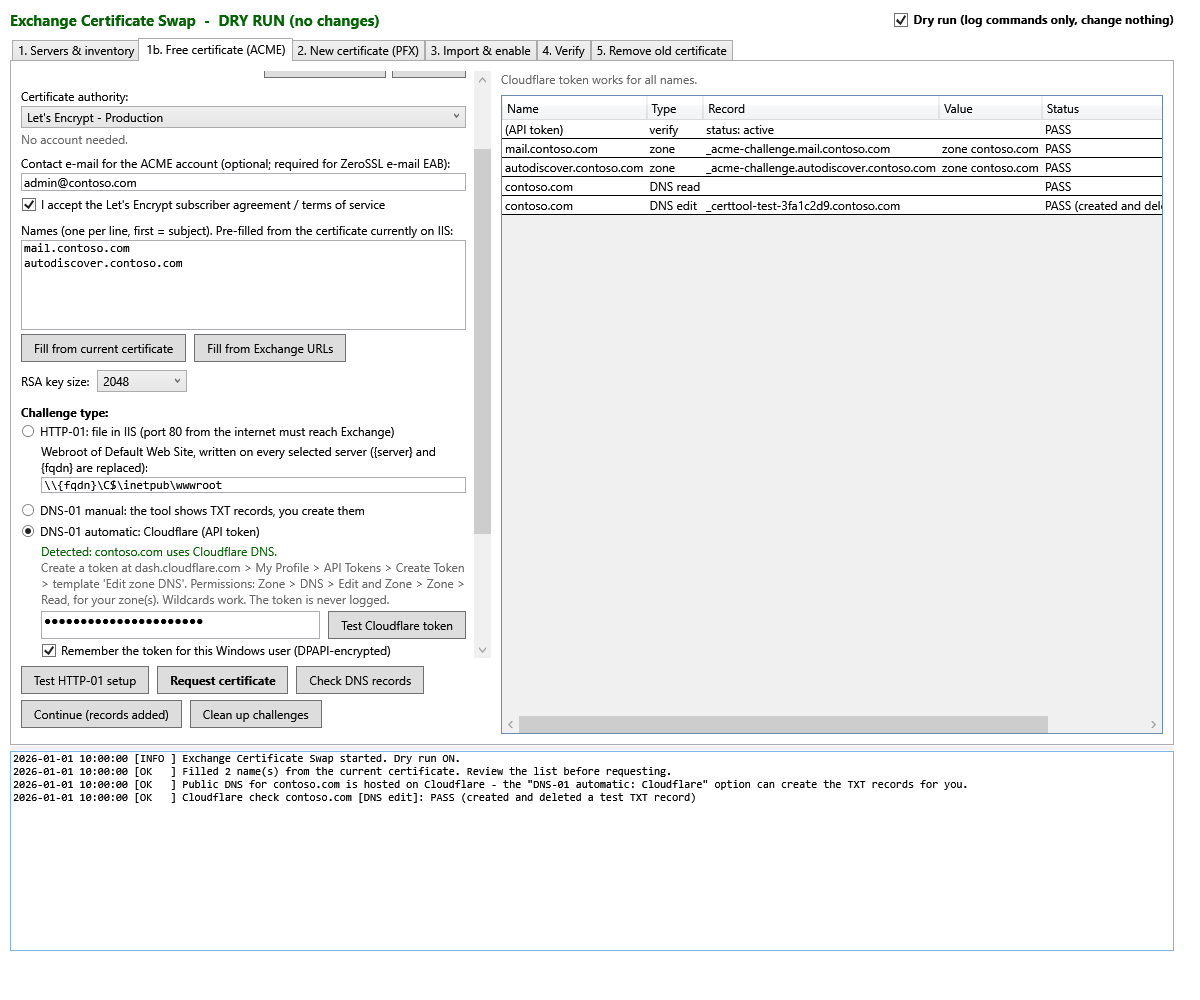 Exchange Certificate Swap  -  DRY RUN (no changes)
Dry run (log commands only, change nothing)
1. Servers & inventory
1b. Free certificate (ACME)
2. New certificate (PFX)
3. Import & enable
4. Verify
5. Remove old certificate
Certificate authority:
Let's Encrypt - Production
No account needed.
Contact e-mail for the ACME account (optional; required for ZeroSSL e-mail EAB):
admin@contoso.com
I accept the Let's Encrypt subscriber agreement / terms of service
Names (one per line, first = subject). Pre-filled from the certificate currently on IIS:
mail.contoso.com
autodiscover.contoso.com
Fill from current certificate
Fill from Exchange URLs
RSA key size:
2048
Challenge type:
HTTP-01: file in IIS (port 80 from the internet must reach Exchange)
Webroot of Default Web Site, written on every selected server ({server} and
{fqdn} are replaced):
\\{fqdn}\C$\inetpub\wwwroot
DNS-01 manual: the tool shows TXT records, you create them
DNS-01 automatic: Cloudflare (API token)
Detected: contoso.com uses Cloudflare DNS.
Create a token at dash.cloudflare.com > My Profile > API Tokens > Create Token
> template 'Edit zone DNS'. Permissions: Zone > DNS > Edit and Zone > Zone >
Read, for your zone(s). Wildcards work. The token is never logged.
Test Cloudflare token
Remember the token for this Windows user (DPAPI-encrypted)
Test HTTP-01 setup
Request certificate
Check DNS records
Continue (records added)
Clean up challenges
Cloudflare token works for all names.
Name Type Record Value Status
(API token) verify status: active PASS
mail.contoso.com zone _acme-challenge.mail.contoso.com zone contoso.com PASS
autodiscover.contoso.com zone _acme-challenge.autodiscover.contoso.com zone contoso.com PASS
contoso.com DNS read PASS
contoso.com DNS edit _certtool-test-3fa1c2d9.contoso.com PASS (created and del
2026-01-01 10:00:00 [INFO ] Exchange Certificate Swap started. Dry run ON.
2026-01-01 10:00:00 [OK   ] Filled 2 name(s) from the current certificate. Review the list before requesting.
2026-01-01 10:00:00 [OK   ] Public DNS for contoso.com is hosted on Cloudflare - the "DNS-01 automatic: Cloudflare" option can create the TXT records for you.
2026-01-01 10:00:00 [OK   ] Cloudflare check contoso.com [DNS edit]: PASS (created and deleted a test TXT record)